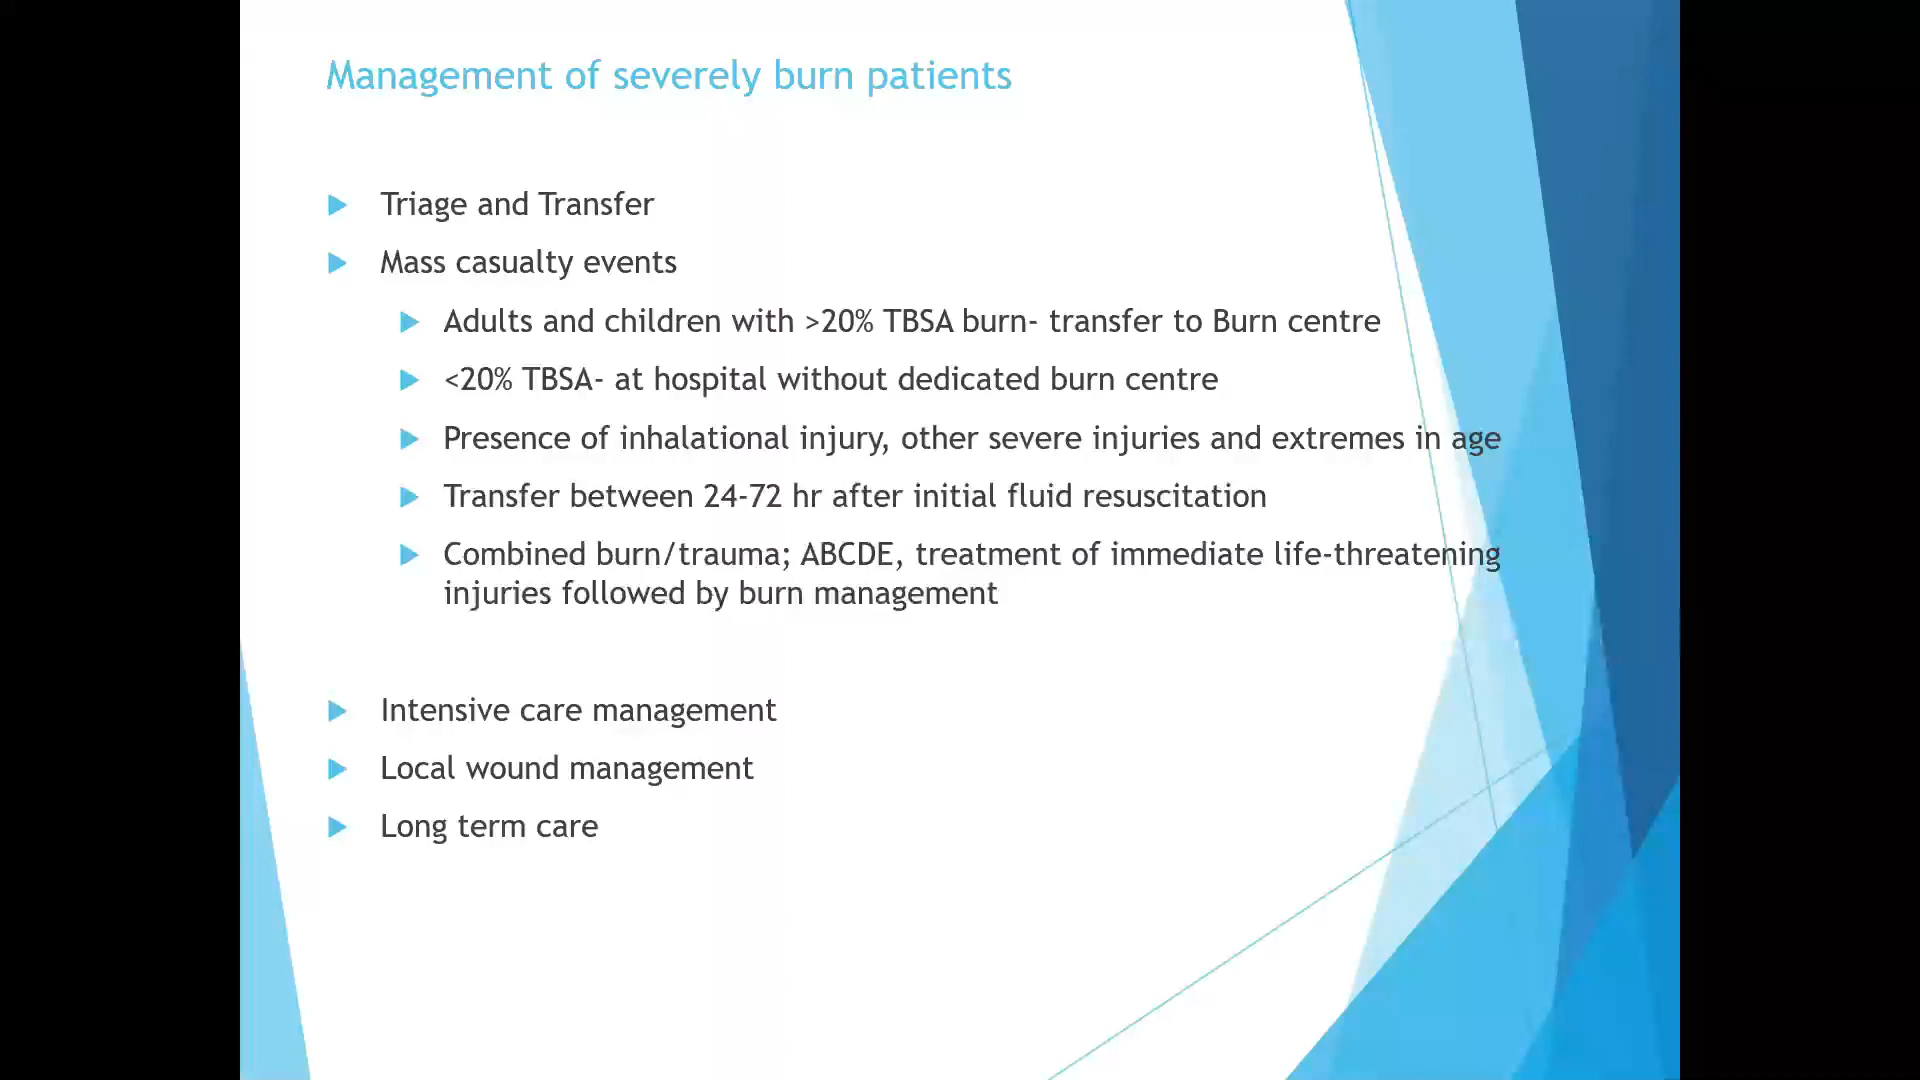 Management of severely burn patients
Triage and Transfer
Mass casualty events
Adults and children with >20% TBSA burn- transfer to Burn centre
<20% TBSA- at hospital without dedicated burn centre
Presence of inhalational injury, other severe injuries and extremes in age
Transfer between 24-72 hr after initial fluid resuscitation
Combined burn/trauma; ABCDE, treatment of immediate life-threatening
injuries followed by burn management
Intensive care management
Local wound management
Long term care